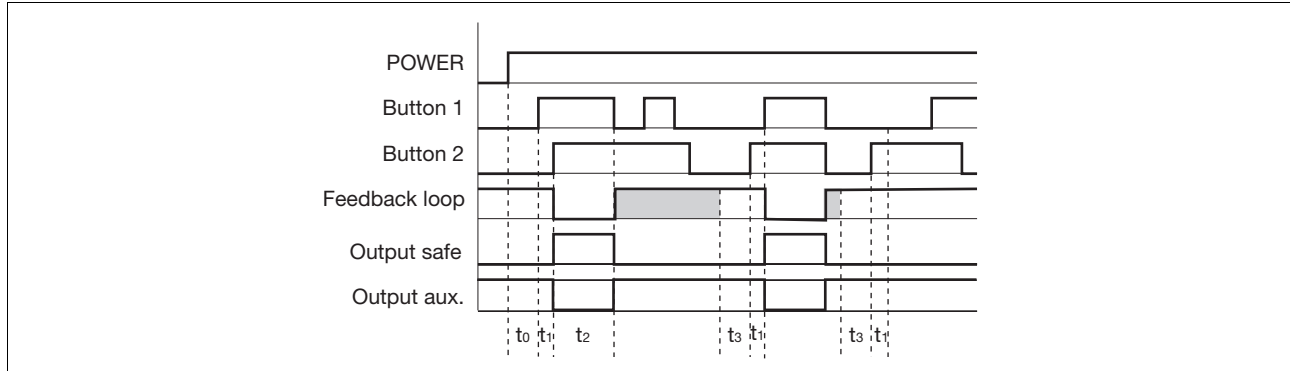 POWER
Button 1
Button 2
Feedback loop
Output safe
Output aux.
t0 t1 t2 t3 t1 t3 t1